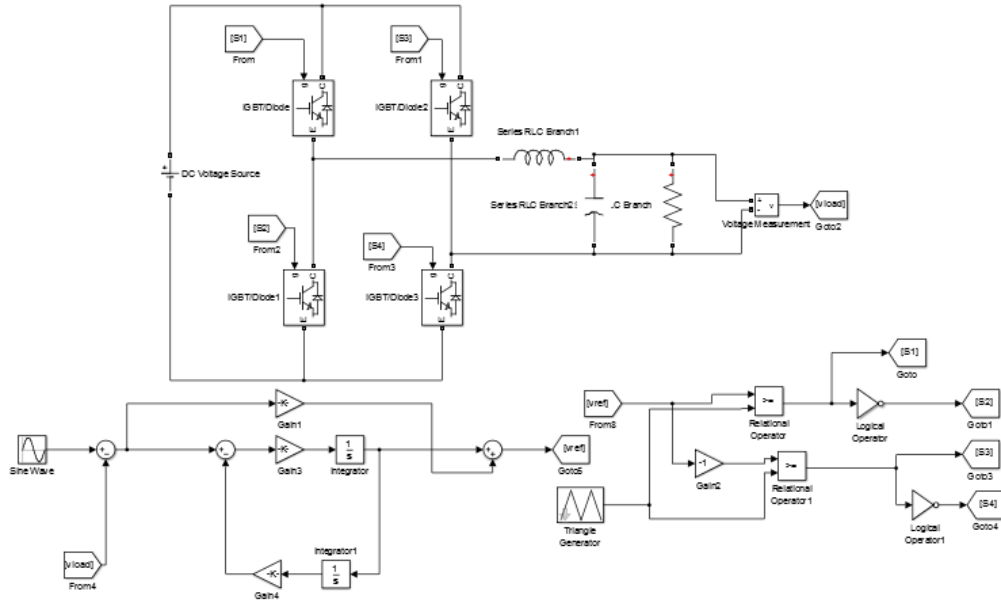 [S1]
From
[S3]
From1
g
C
IGBT/Diode
E
g
C
IGBT/Diode2
E
Series RLC Branch1
+
DC Voltage Source
Series RLC Branch2
.C Branch
+
-
v
Voltage Measurement
[vload]
Goto2
[S2]
From2
[S4]
From3
g
C
IGBT/Diode1
E
g
C
IGBT/Diode3
E
[S1]
Goto
-K-
Gain1
[vref]
From8
>=
Relational
Operator
Logical
Operator
[S2]
Goto1
Sine Wave
-K-
Gain3
1
s
Integrator
[vref]
Goto5
-1
Gain2
>=
Relational
Operator1
[S3]
Goto3
Triangle
Generator
Logical
Operator1
[S4]
Goto4
[vload]
From4
-K-
Gain4
Integrator1
1
s